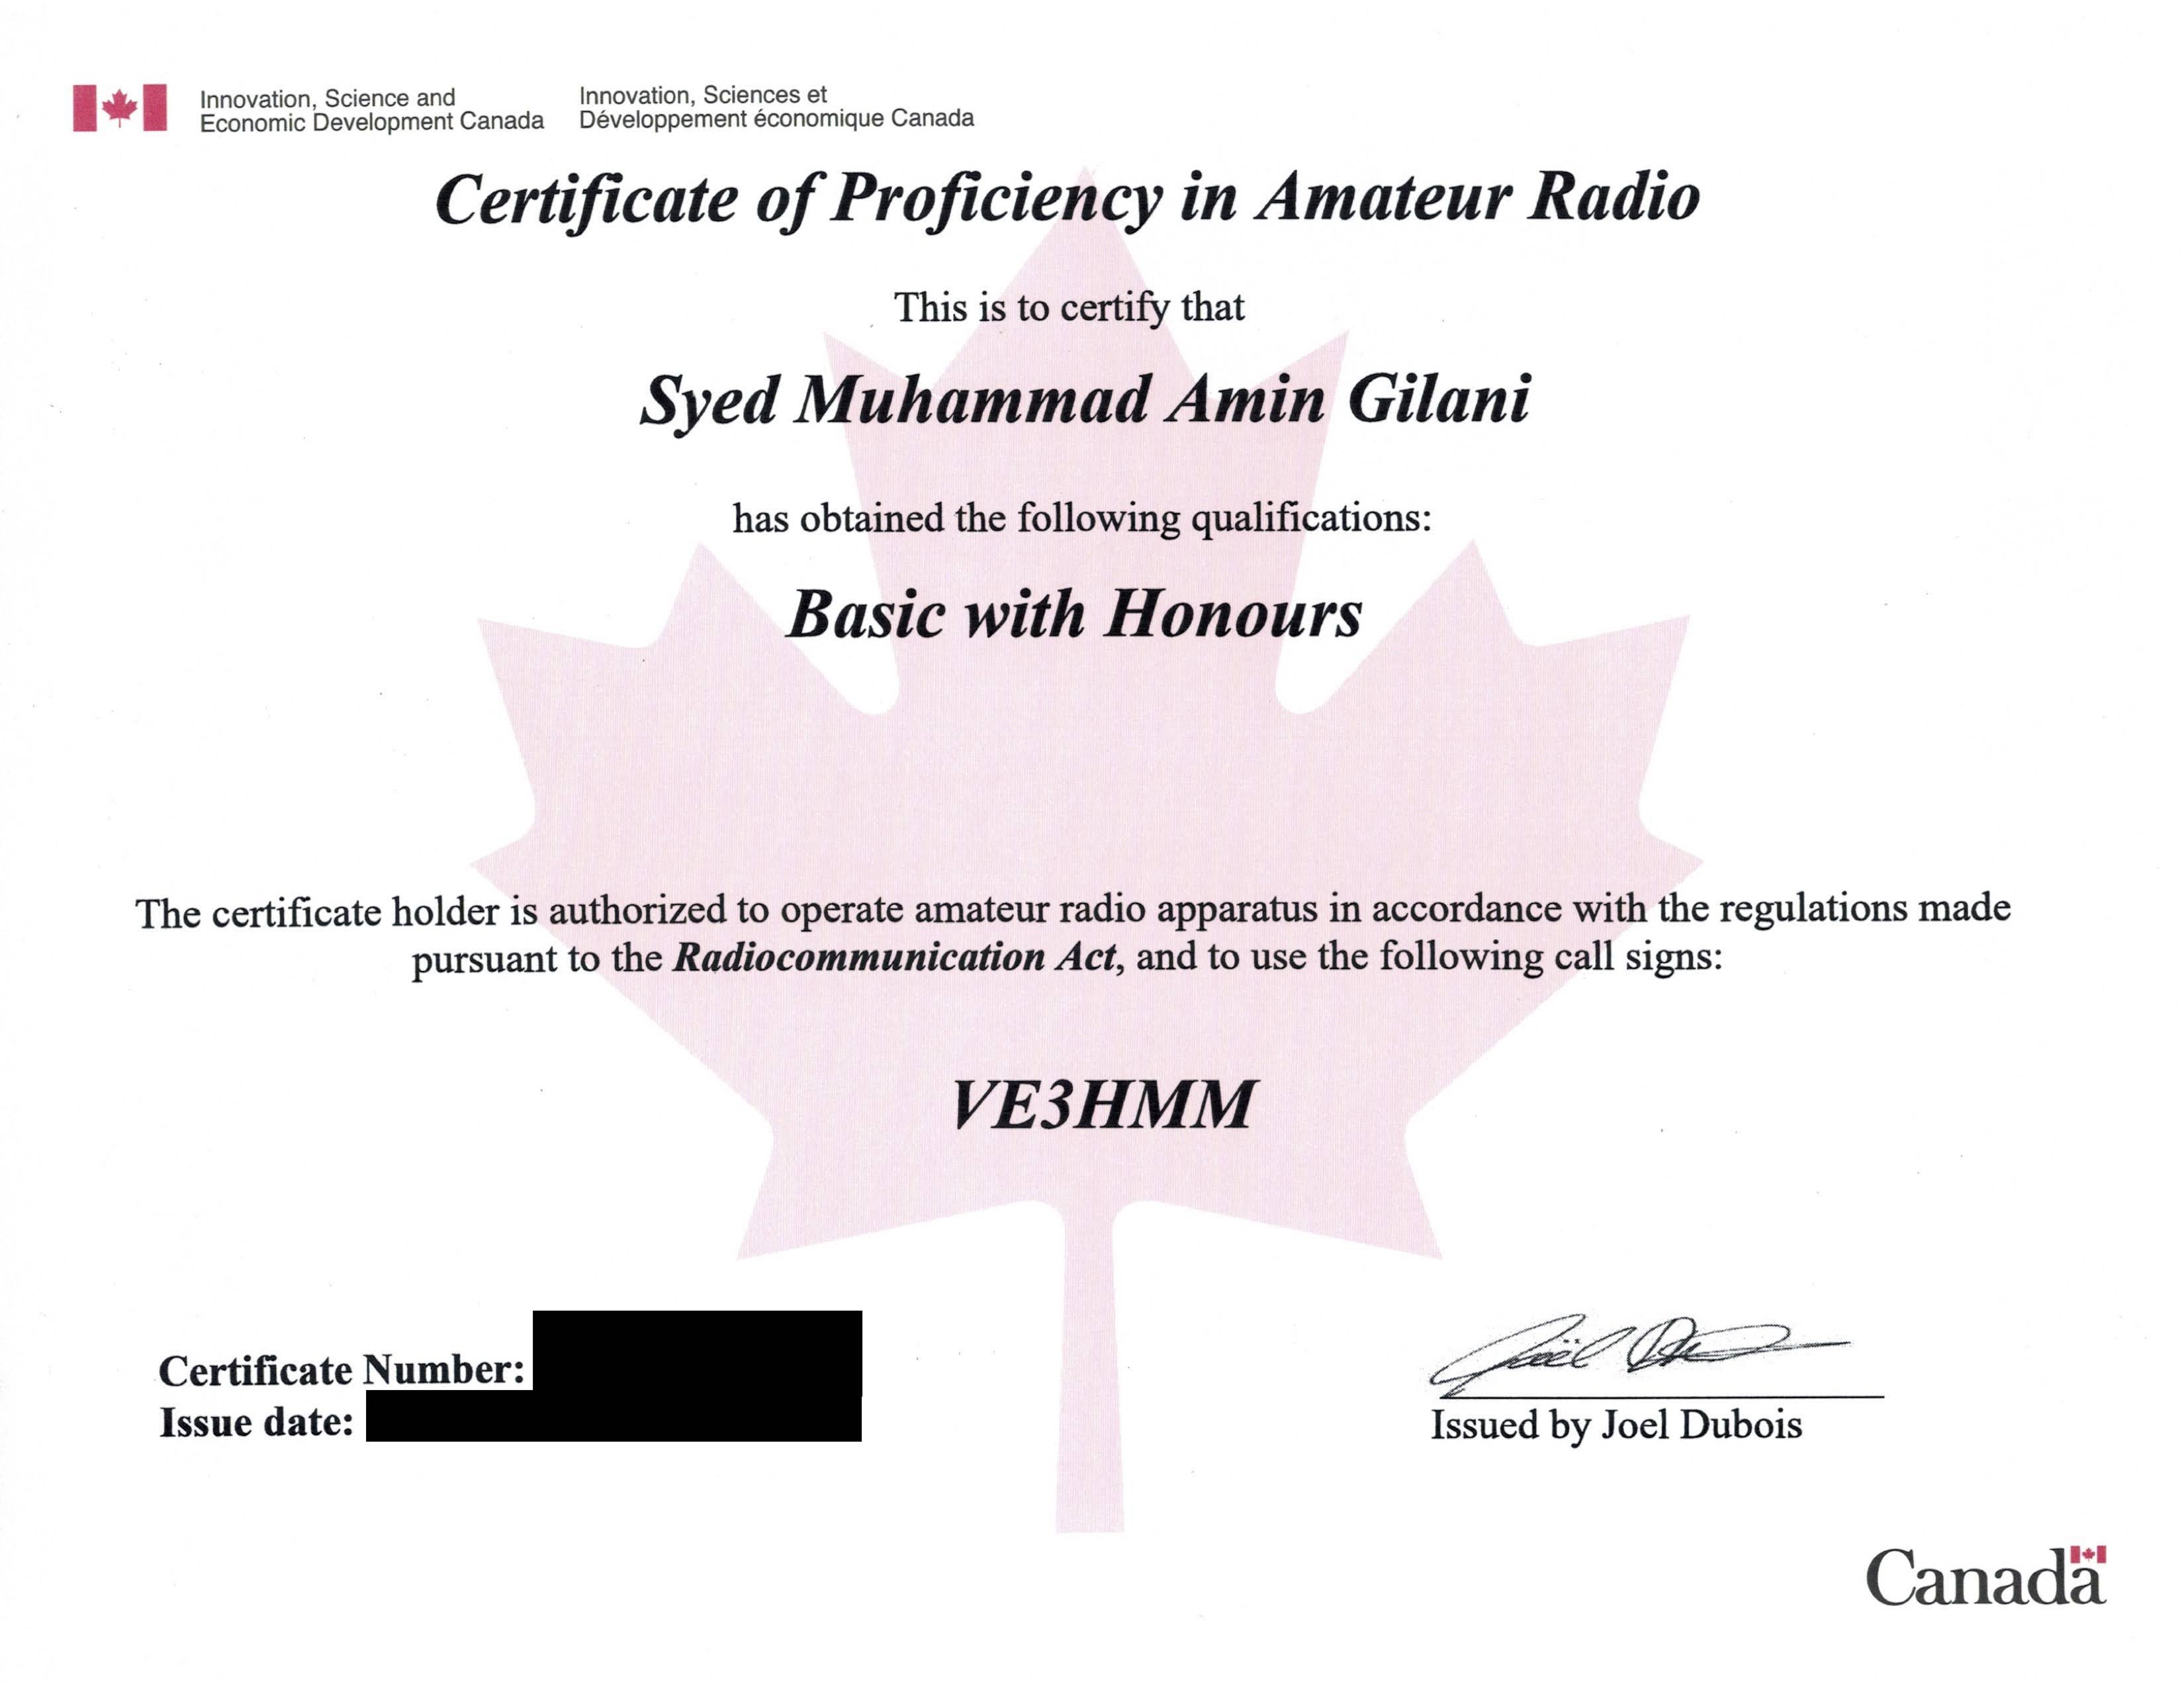 Innovation, Science and
Economic Development Canada
Innovation, Sciences et
Développement économique Canada
Certificate of Proficiency in Amateur Radio
This is to certify that
Syed Muhammad Amin Gilani
has obtained the following qualifications:
Basic with Honours
The certificate holder is authorized to operate amateur radio apparatus in accordance with the regulations made
pursuant to the Radiocommunication Act, and to use the following call signs:
VE3HMM
Certificate Number:
Issue date:
Joël
Issued by Joel Dubois
Canada